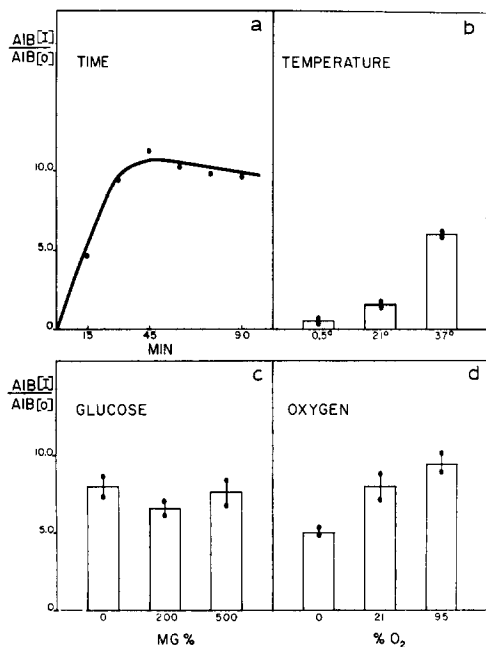 a
AIB[I]
AIB[O]
TIME
10.0
5.0
0
15 45 90
MIN
b
TEMPERATURE
0.5° 21° 37°
c
AIB[I]
AIB[O]
GLUCOSE
10.0
5.0
0
0 200 500
MG %
d
OXYGEN
0 21 95
% O₂